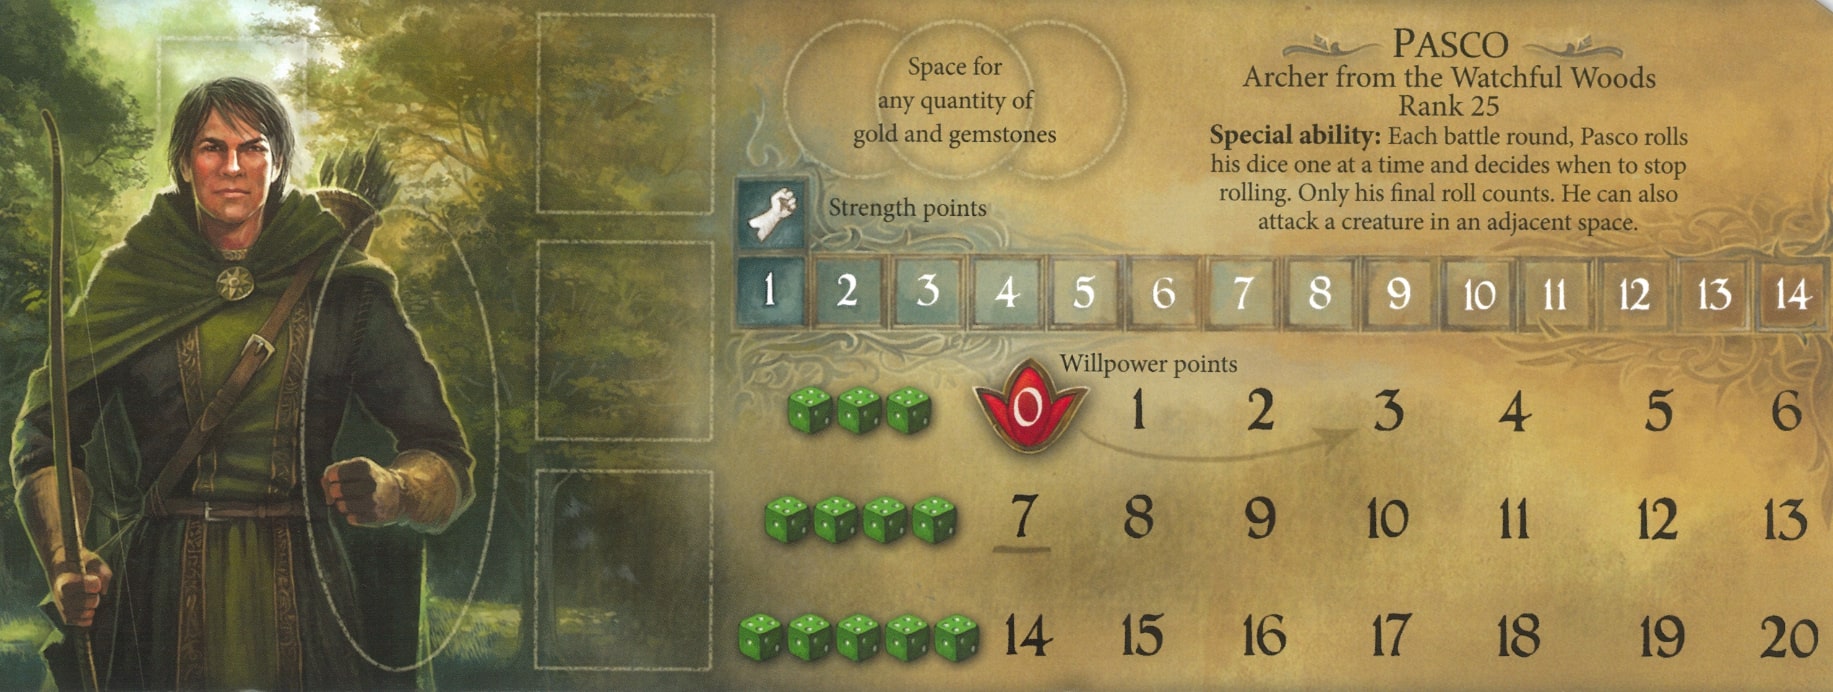 Space for
any quantity of
gold and gemstones
PASCO
Archer from the Watchful Woods
Rank 25
Special ability: Each battle round, Pasco rolls
his dice one at a time and decides when to stop
rolling. Only his final roll counts. He can also
attack a creature in an adjacent space.
Strength points
1 2 3 4 5 6 7 8 9 10 11 12 13 14
Willpower points
0 1 2 3 4 5 6
7 8 9 10 11 12 13
14 15 16 17 18 19 20